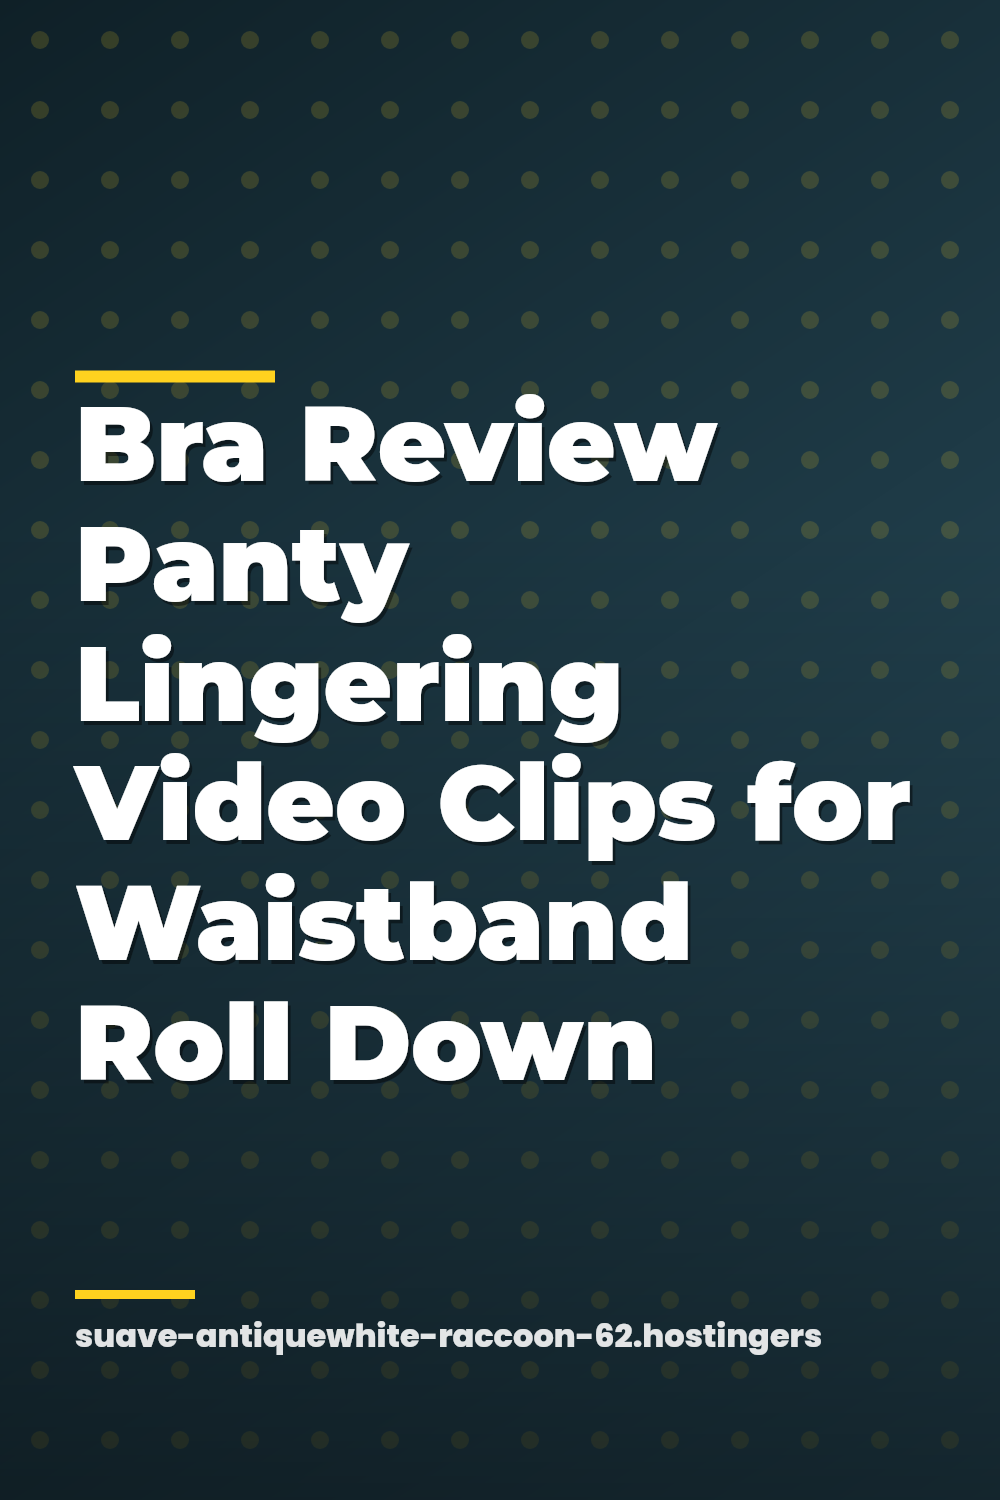 Bra Review
Panty
Lingering
Video Clips for
Waistband
Roll Down
suave-antiquewhite-raccoon-62.hostingers